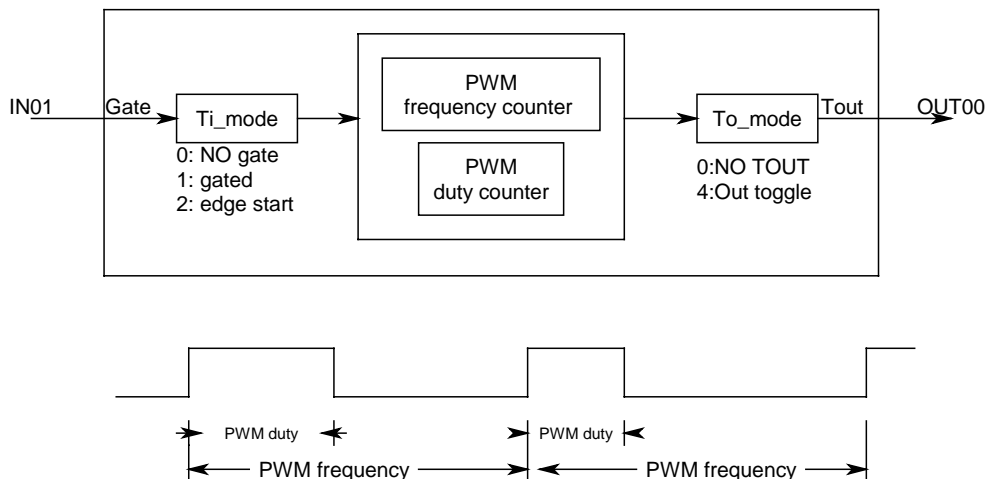 IN01
Gate
Ti_mode
0: NO gate
1: gated
2: edge start
PWM
frequency counter
PWM
duty counter
To_mode
0:NO TOUT
4:Out toggle
Tout
OUT00
PWM duty
PWM duty
PWM frequency
PWM frequency